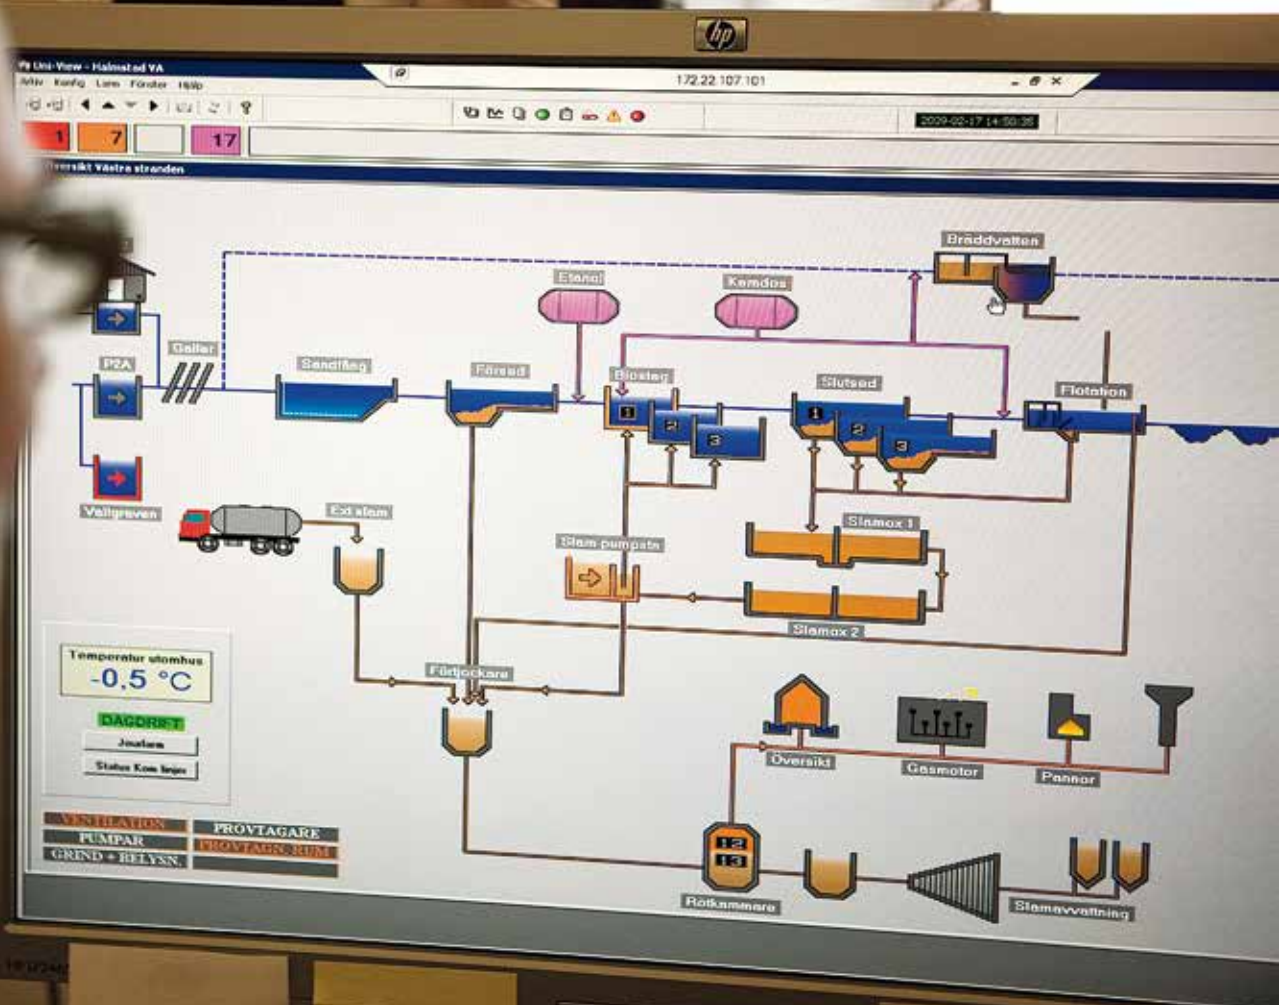 hp
Uni-View - Halmstad VA
172.22.107.101
Arkiv Konfig Larm Fönster Hjälp
2009-02-17 14:50:35
1
7
17
Översikt Västra stranden
Bräddvatten
Etanol
Kemdos
Galler
P2A
Sandfång
Försed
Biosteg
Slutsed
Flotation
1
2
3
1
2
3
Vallgraven
Ext slam
Slamox 1
Slam pumpstn
Slamox 2
Temperatur utomhus
-0,5 °C
Förtjockare
DAGDRIFT
Jourlarm
Status Kom linjer
Översikt
Gasmotor
Pannor
VENTILATION
PROVTAGARE
PUMPAR
PROVTAGN. RUM
GRIND + BELYSN.
12
13
Rötkammare
Slamavvattning